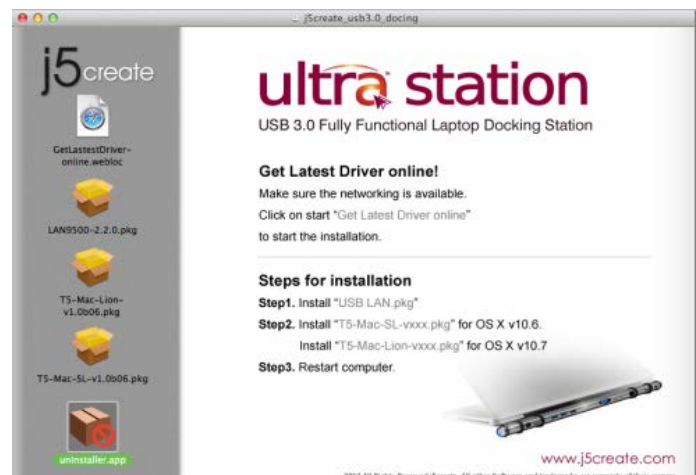 j5create_usb3.0_docing
j5create
GetLastestDriver-
online.webloc
LAN9500-2.2.0.pkg
T5-Mac-Lion-
v1.0b06.pkg
T5-Mac-SL-v1.0b06.pkg
uninstaller.app
ultra station
USB 3.0 Fully Functional Laptop Docking Station
Get Latest Driver online!
Make sure the networking is available.
Click on start "Get Latest Driver online"
to start the installation.
Steps for installation
Step1. Install "USB LAN.pkg"
Step2. Install "T5-Mac-SL-vxxx.pkg" for OS X v10.6.
Install "T5-Mac-Lion-vxxx.pkg" for OS X v10.7
Step3. Restart computer.
www.j5create.com